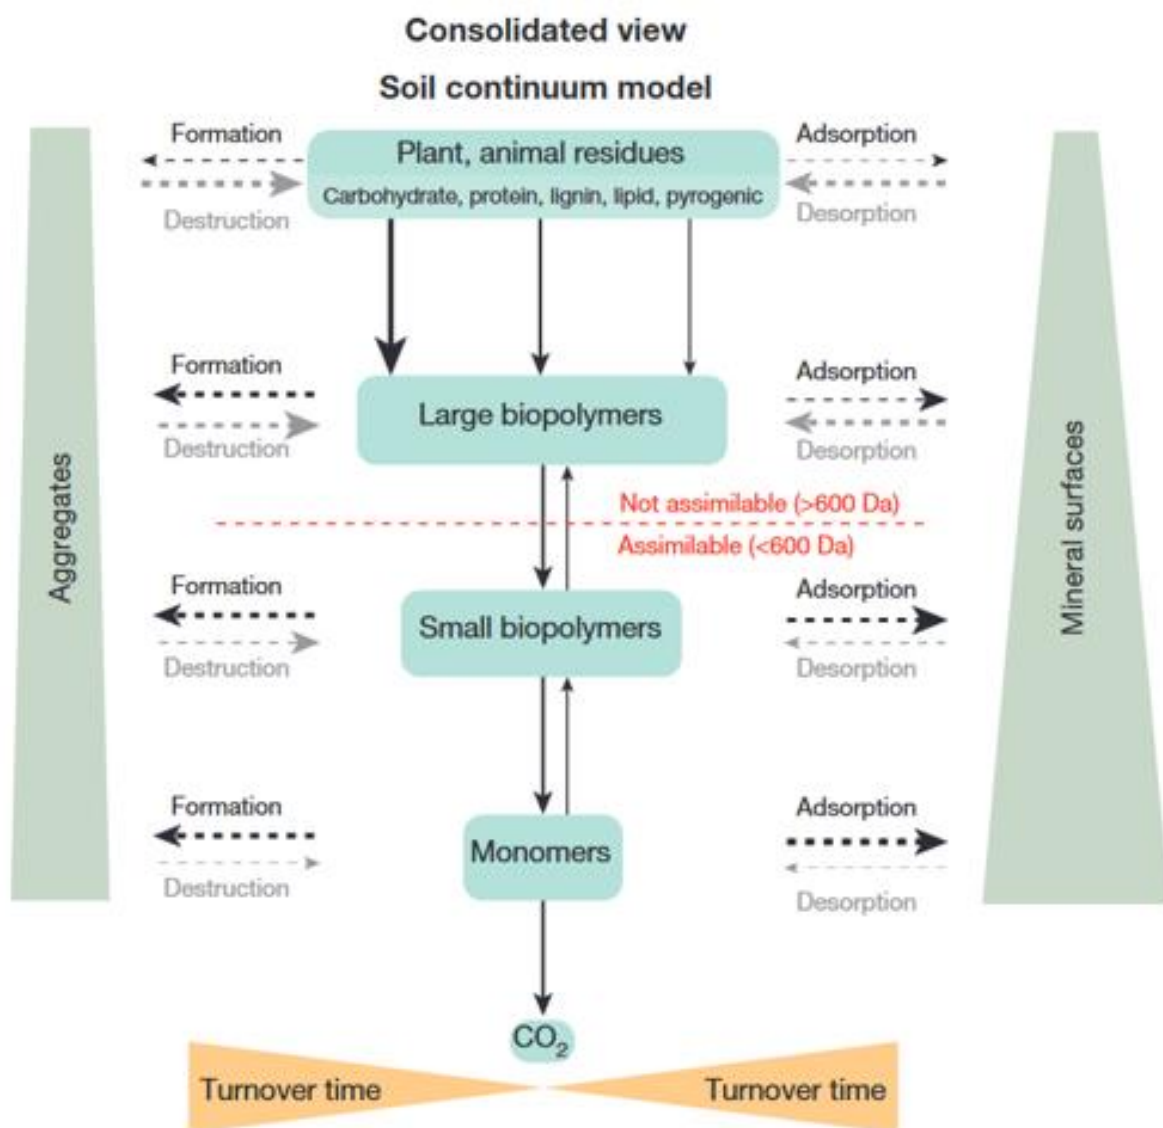 Consolidated view
Soil continuum model
Formation
Plant, animal residues
Adsorption
Carbohydrate, protein, lignin, lipid, pyrogenic
Destruction
Desorption
Formation
Adsorption
Large biopolymers
Destruction
Desorption
Aggregates
Mineral surfaces
Not assimilable (>600 Da)
Assimilable (<600 Da)
Formation
Adsorption
Small biopolymers
Destruction
Desorption
Formation
Adsorption
Monomers
Destruction
Desorption
CO₂
Turnover time
Turnover time